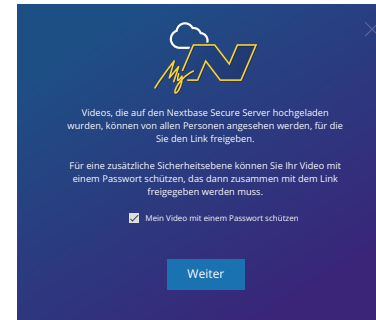 My N
Videos, die auf den Nextbase Secure Server hochgeladen
wurden, können von allen Personen angesehen werden, für die
Sie den Link freigeben.
Für eine zusätzliche Sicherheitsebene können Sie Ihr Video mit
einem Passwort schützen, das dann zusammen mit dem Link
freigegeben werden muss.
Mein Video mit einem Passwort schützen
Weiter